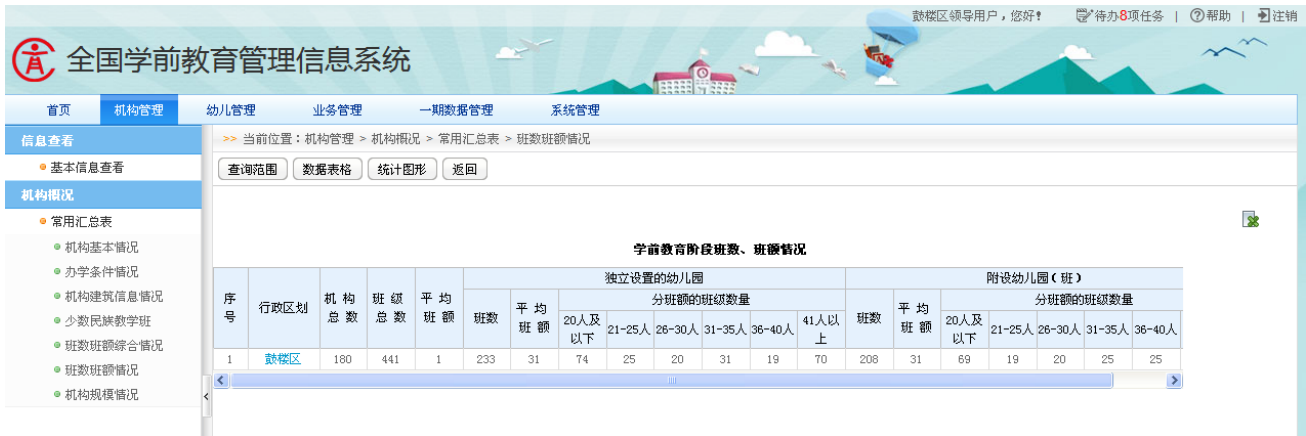 鼓楼区领导用户，您好！ 待办8项任务 | 帮助 | 注销
全国学前教育管理信息系统
首页 机构管理 幼儿管理 业务管理 一期数据管理 系统管理
信息查看
基本信息查看
机构概况
常用汇总表
机构基本情况
办学条件情况
机构建筑信息情况
少数民族教学班
班数班额综合情况
班数班额情况
机构规模情况
>> 当前位置：机构管理 > 机构概况 > 常用汇总表 > 班数班额情况
查询范围 数据表格 统计图形 返回
学前教育阶段班数、班额情况
序号 行政区划 机构总数 班级总数 平均班额 独立设置的幼儿园 附设幼儿园（班）
班数 平均班额 分班额的班级数量 班数 平均班额 分班额的班级数量
20人及以下 21-25人 26-30人 31-35人 36-40人 41人以上 20人及以下 21-25人 26-30人 31-35人 36-40人
1 鼓楼区 180 441 1 233 31 74 25 20 31 19 70 208 31 69 19 20 25 25